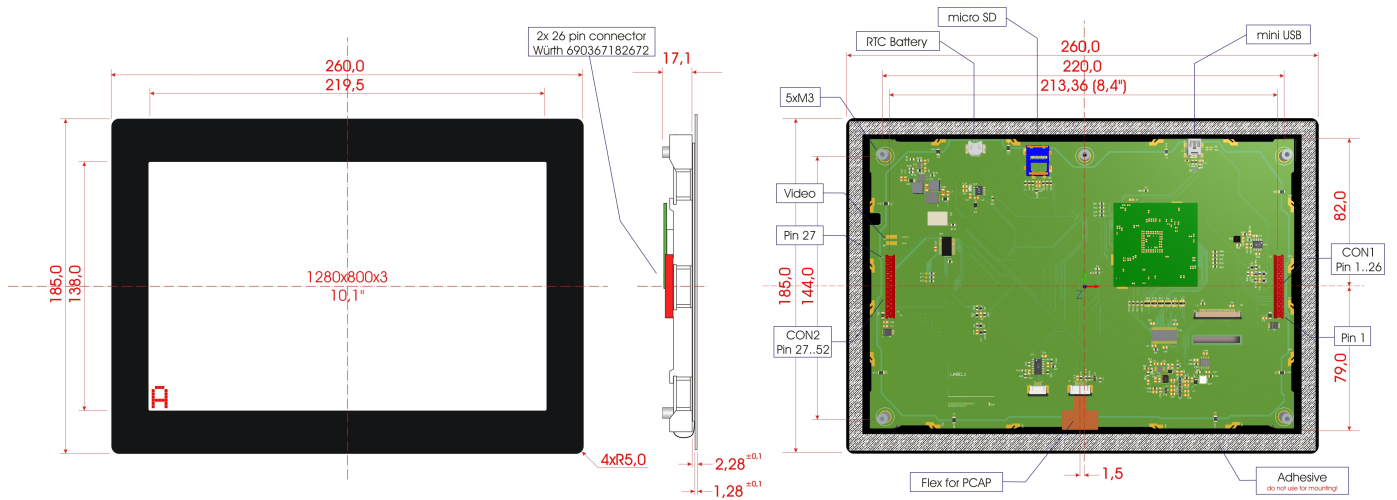 2x 26 pin connector
Würth 690367182672
260,0
219,5
17,1
185,0
138,0
1280x800x3
10,1"
A
4xR5,0
2,28 ±0,1
1,28 ±0,1
micro SD
RTC Battery
260,0
mini USB
220,0
213,36 (8,4")
5xM3
Video
Pin 27
185,0
144,0
82,0
CON1
Pin 1..26
Z
CON2
Pin 27..52
Pin 1
79,0
LABEL1
1,5
Flex for PCAP
Adhesive
do not use for mounting!